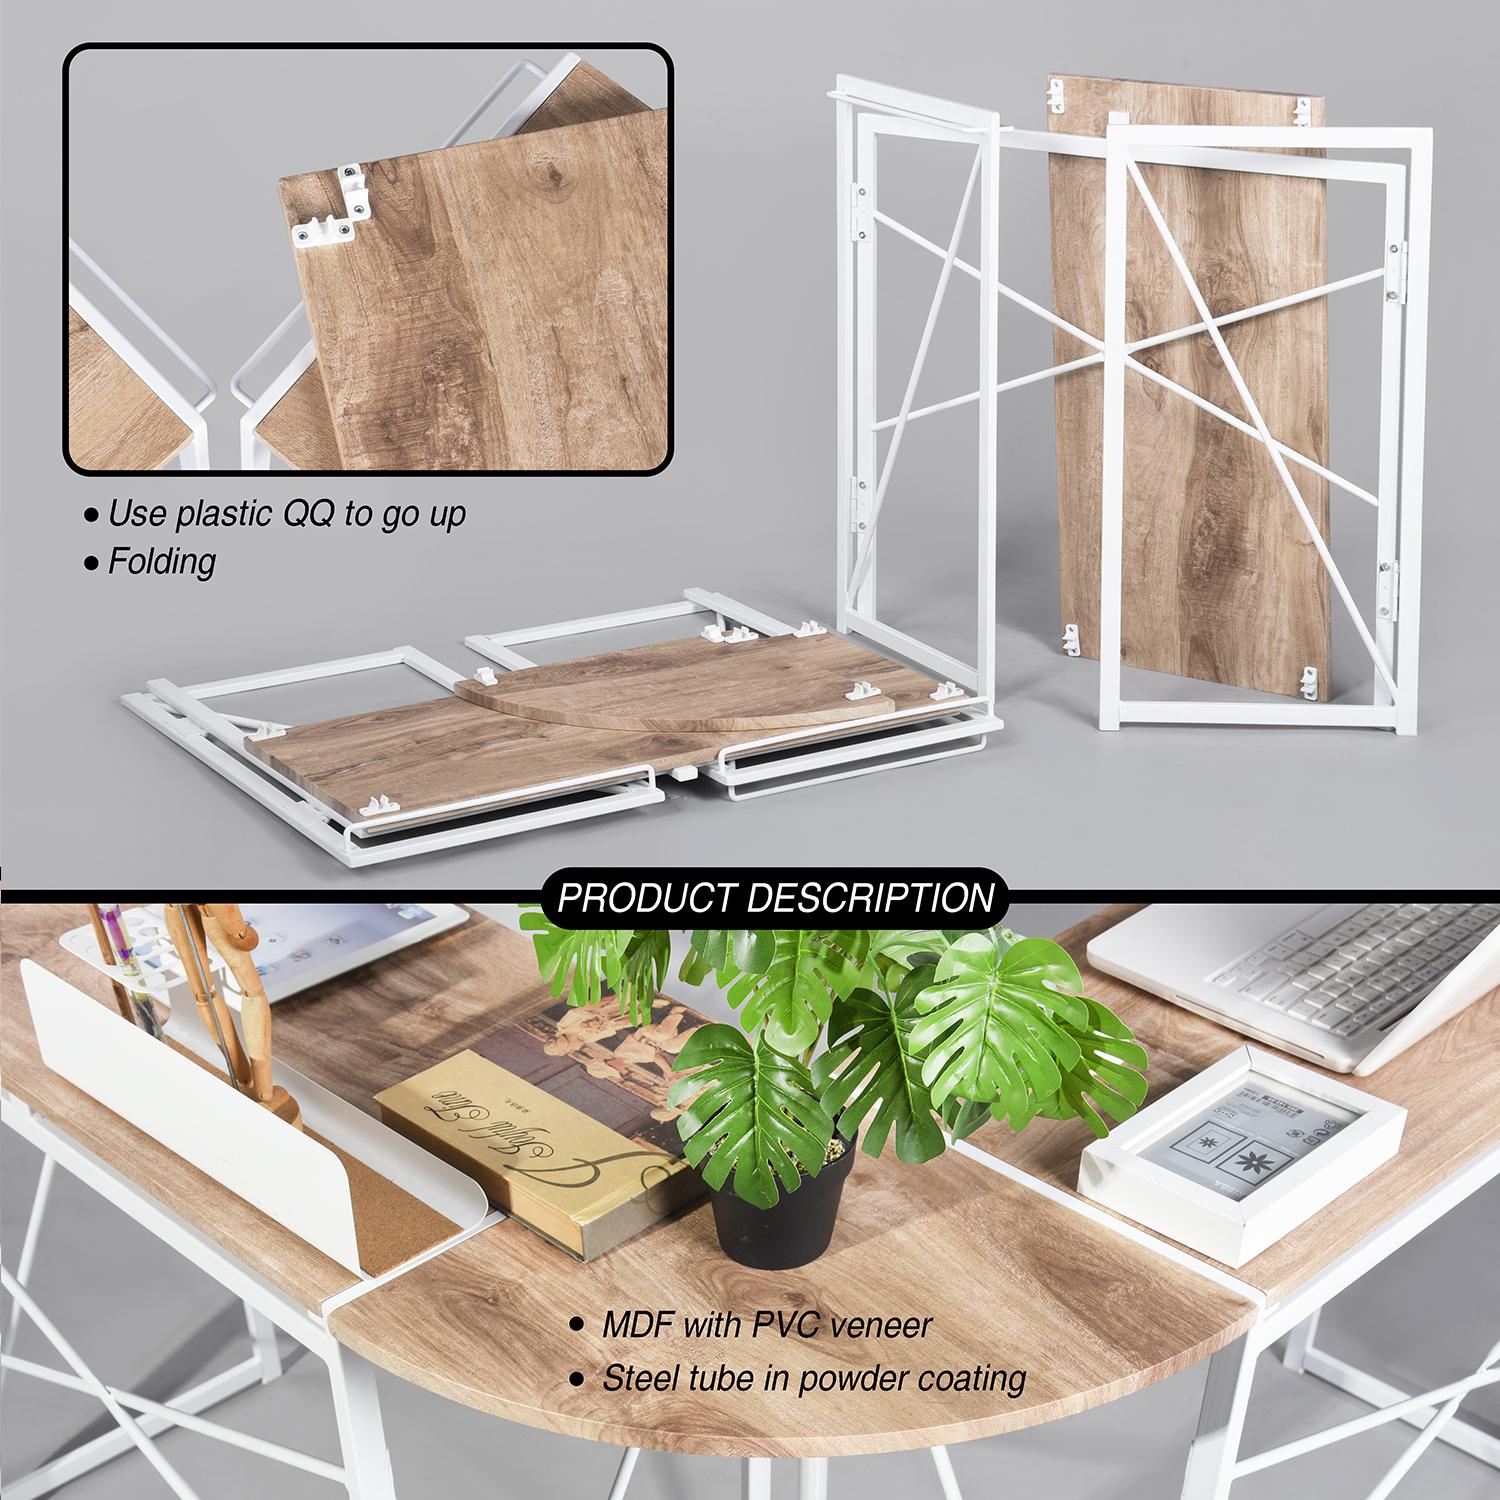 ● Use plastic QQ to go up
● Folding
PRODUCT DESCRIPTION
● MDF with PVC veneer
● Steel tube in powder coating